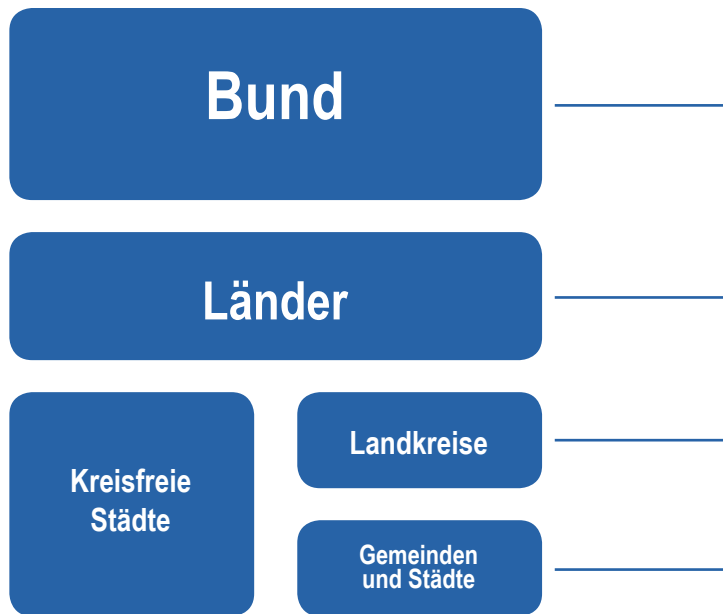 Bund
Länder
Kreisfreie
Städte
Landkreise
Gemeinden
und Städte